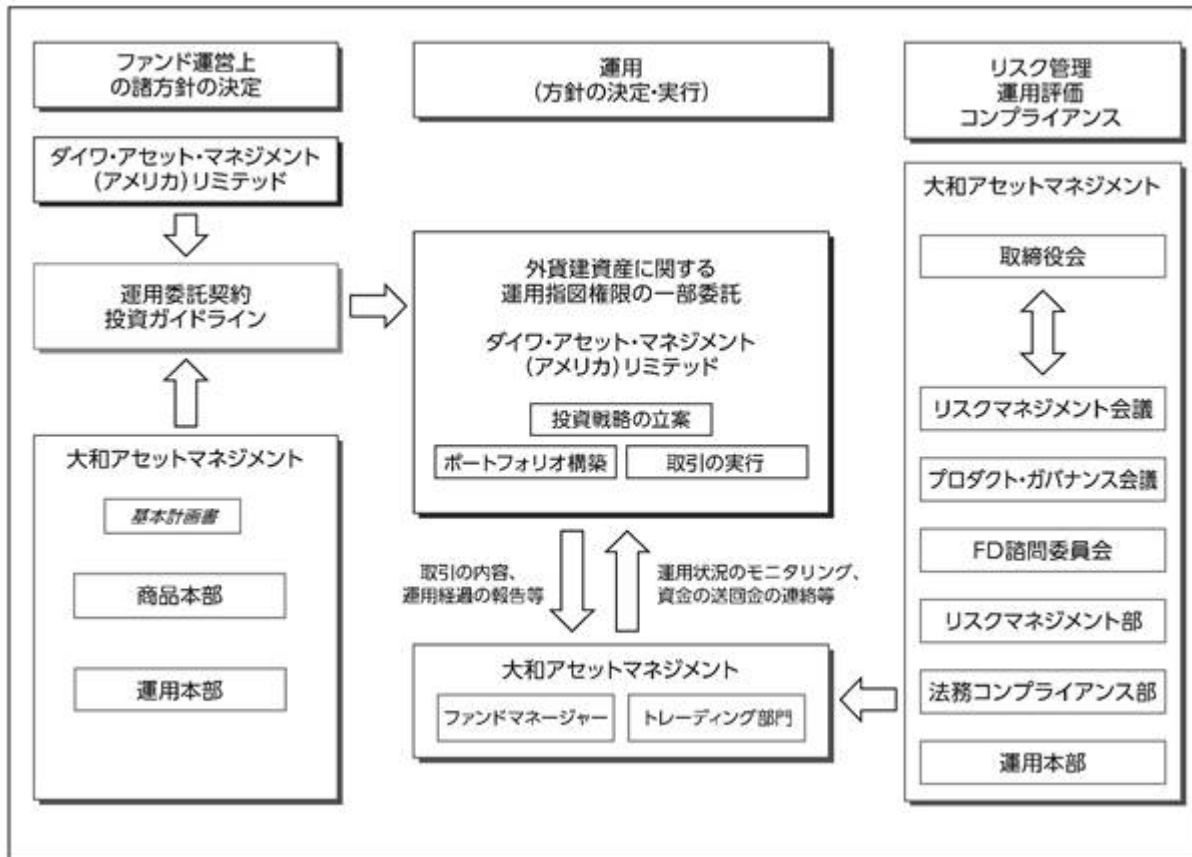 ファンド運営上
の諸方針の決定
ダイワ・アセット・マネジメント
(アメリカ)リミテッド
運用委託契約
投資ガイドライン
大和アセットマネジメント
基本計画書
商品本部
運用本部
運用
(方針の決定・実行)
外貨建資産に関する
運用指図権限の一部委託
ダイワ・アセット・マネジメント
(アメリカ)リミテッド
投資戦略の立案
ポートフォリオ構築
取引の実行
取引の内容、
運用経過の報告等
運用状況のモニタリング、
資金の送回金の連絡等
大和アセットマネジメント
ファンドマネージャー
トレーディング部門
リスク管理
運用評価
コンプライアンス
大和アセットマネジメント
取締役会
リスクマネジメント会議
プロダクト・ガバナンス会議
FD諮問委員会
リスクマネジメント部
法務コンプライアンス部
運用本部